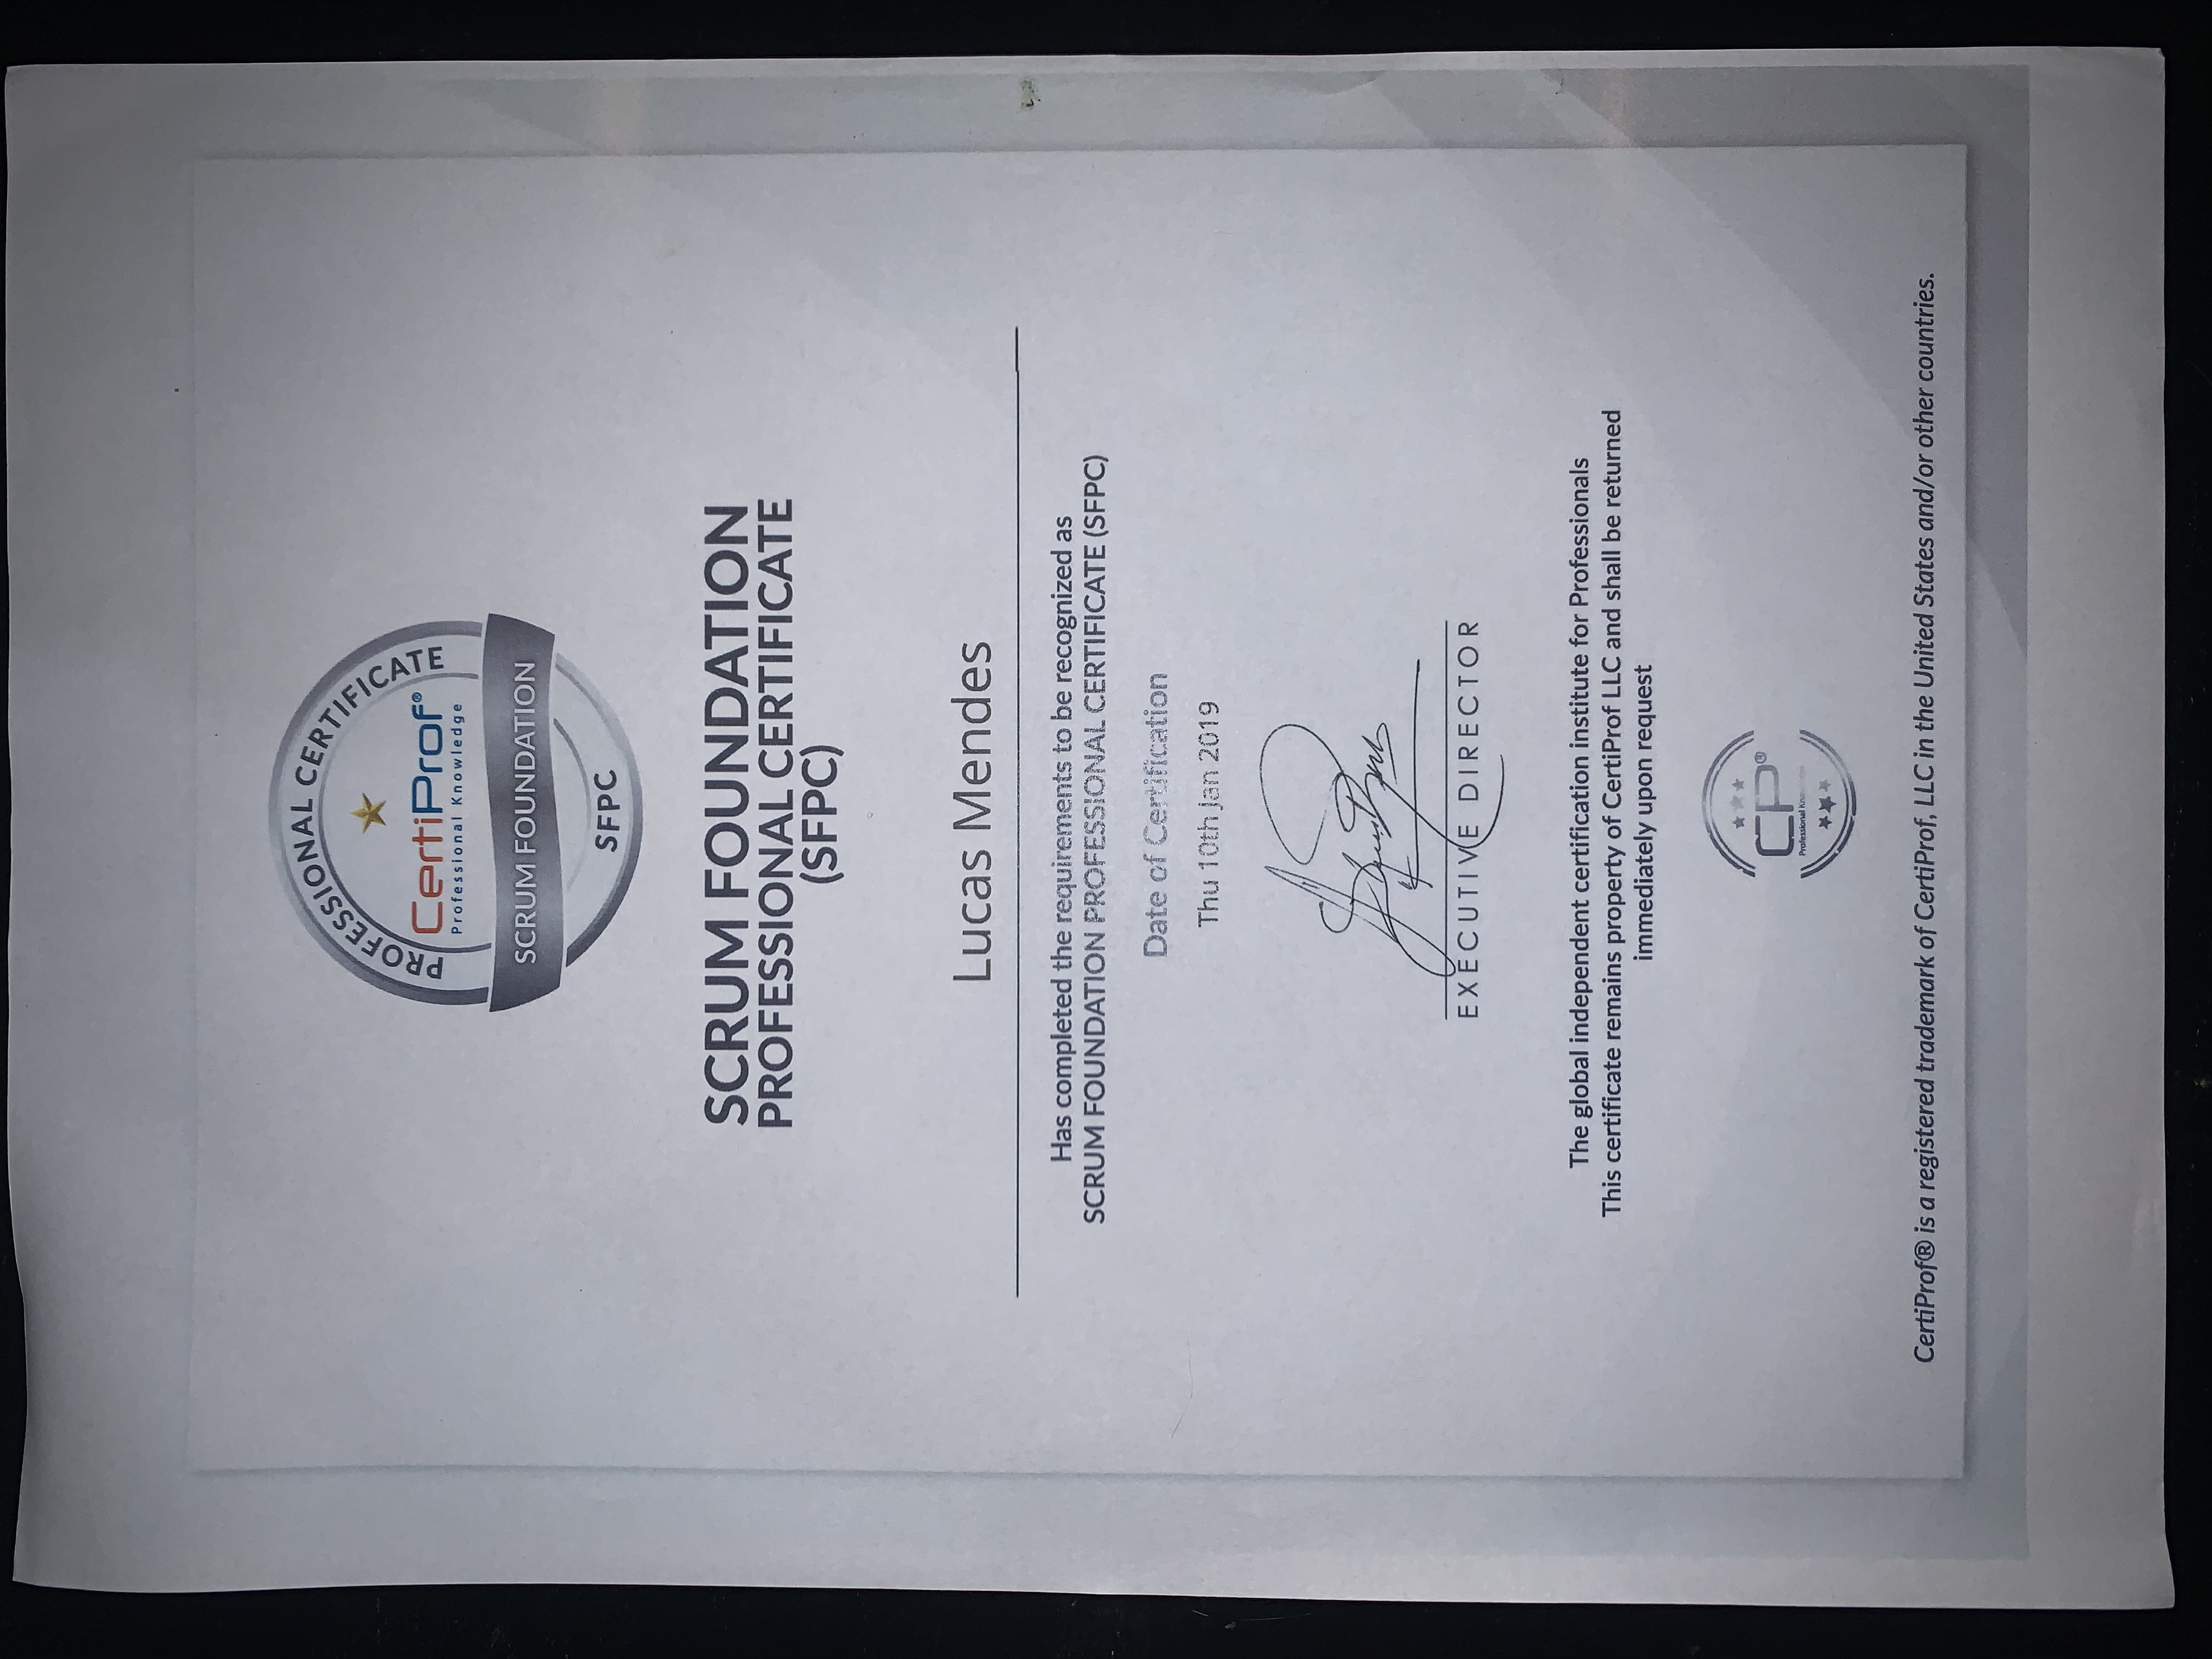 PROFESSIONAL CERTIFICATE
CertiProf®
Professional Knowledge
SCRUM FOUNDATION
SFPC
SCRUM FOUNDATION
PROFESSIONAL CERTIFICATE
(SFPC)
Lucas Mendes
Has completed the requirements to be recognized as
SCRUM FOUNDATION PROFESSIONAL CERTIFICATE (SFPC)
Date of Certification
Thu 10th Jan 2019
EXECUTIVE DIRECTOR
The global independent certification institute for Professionals
This certificate remains property of CertiProf LLC and shall be returned
immediately upon request
CP®
Professional
CertiProf® is a registered trademark of CertiProf, LLC in the United States and/or other countries.